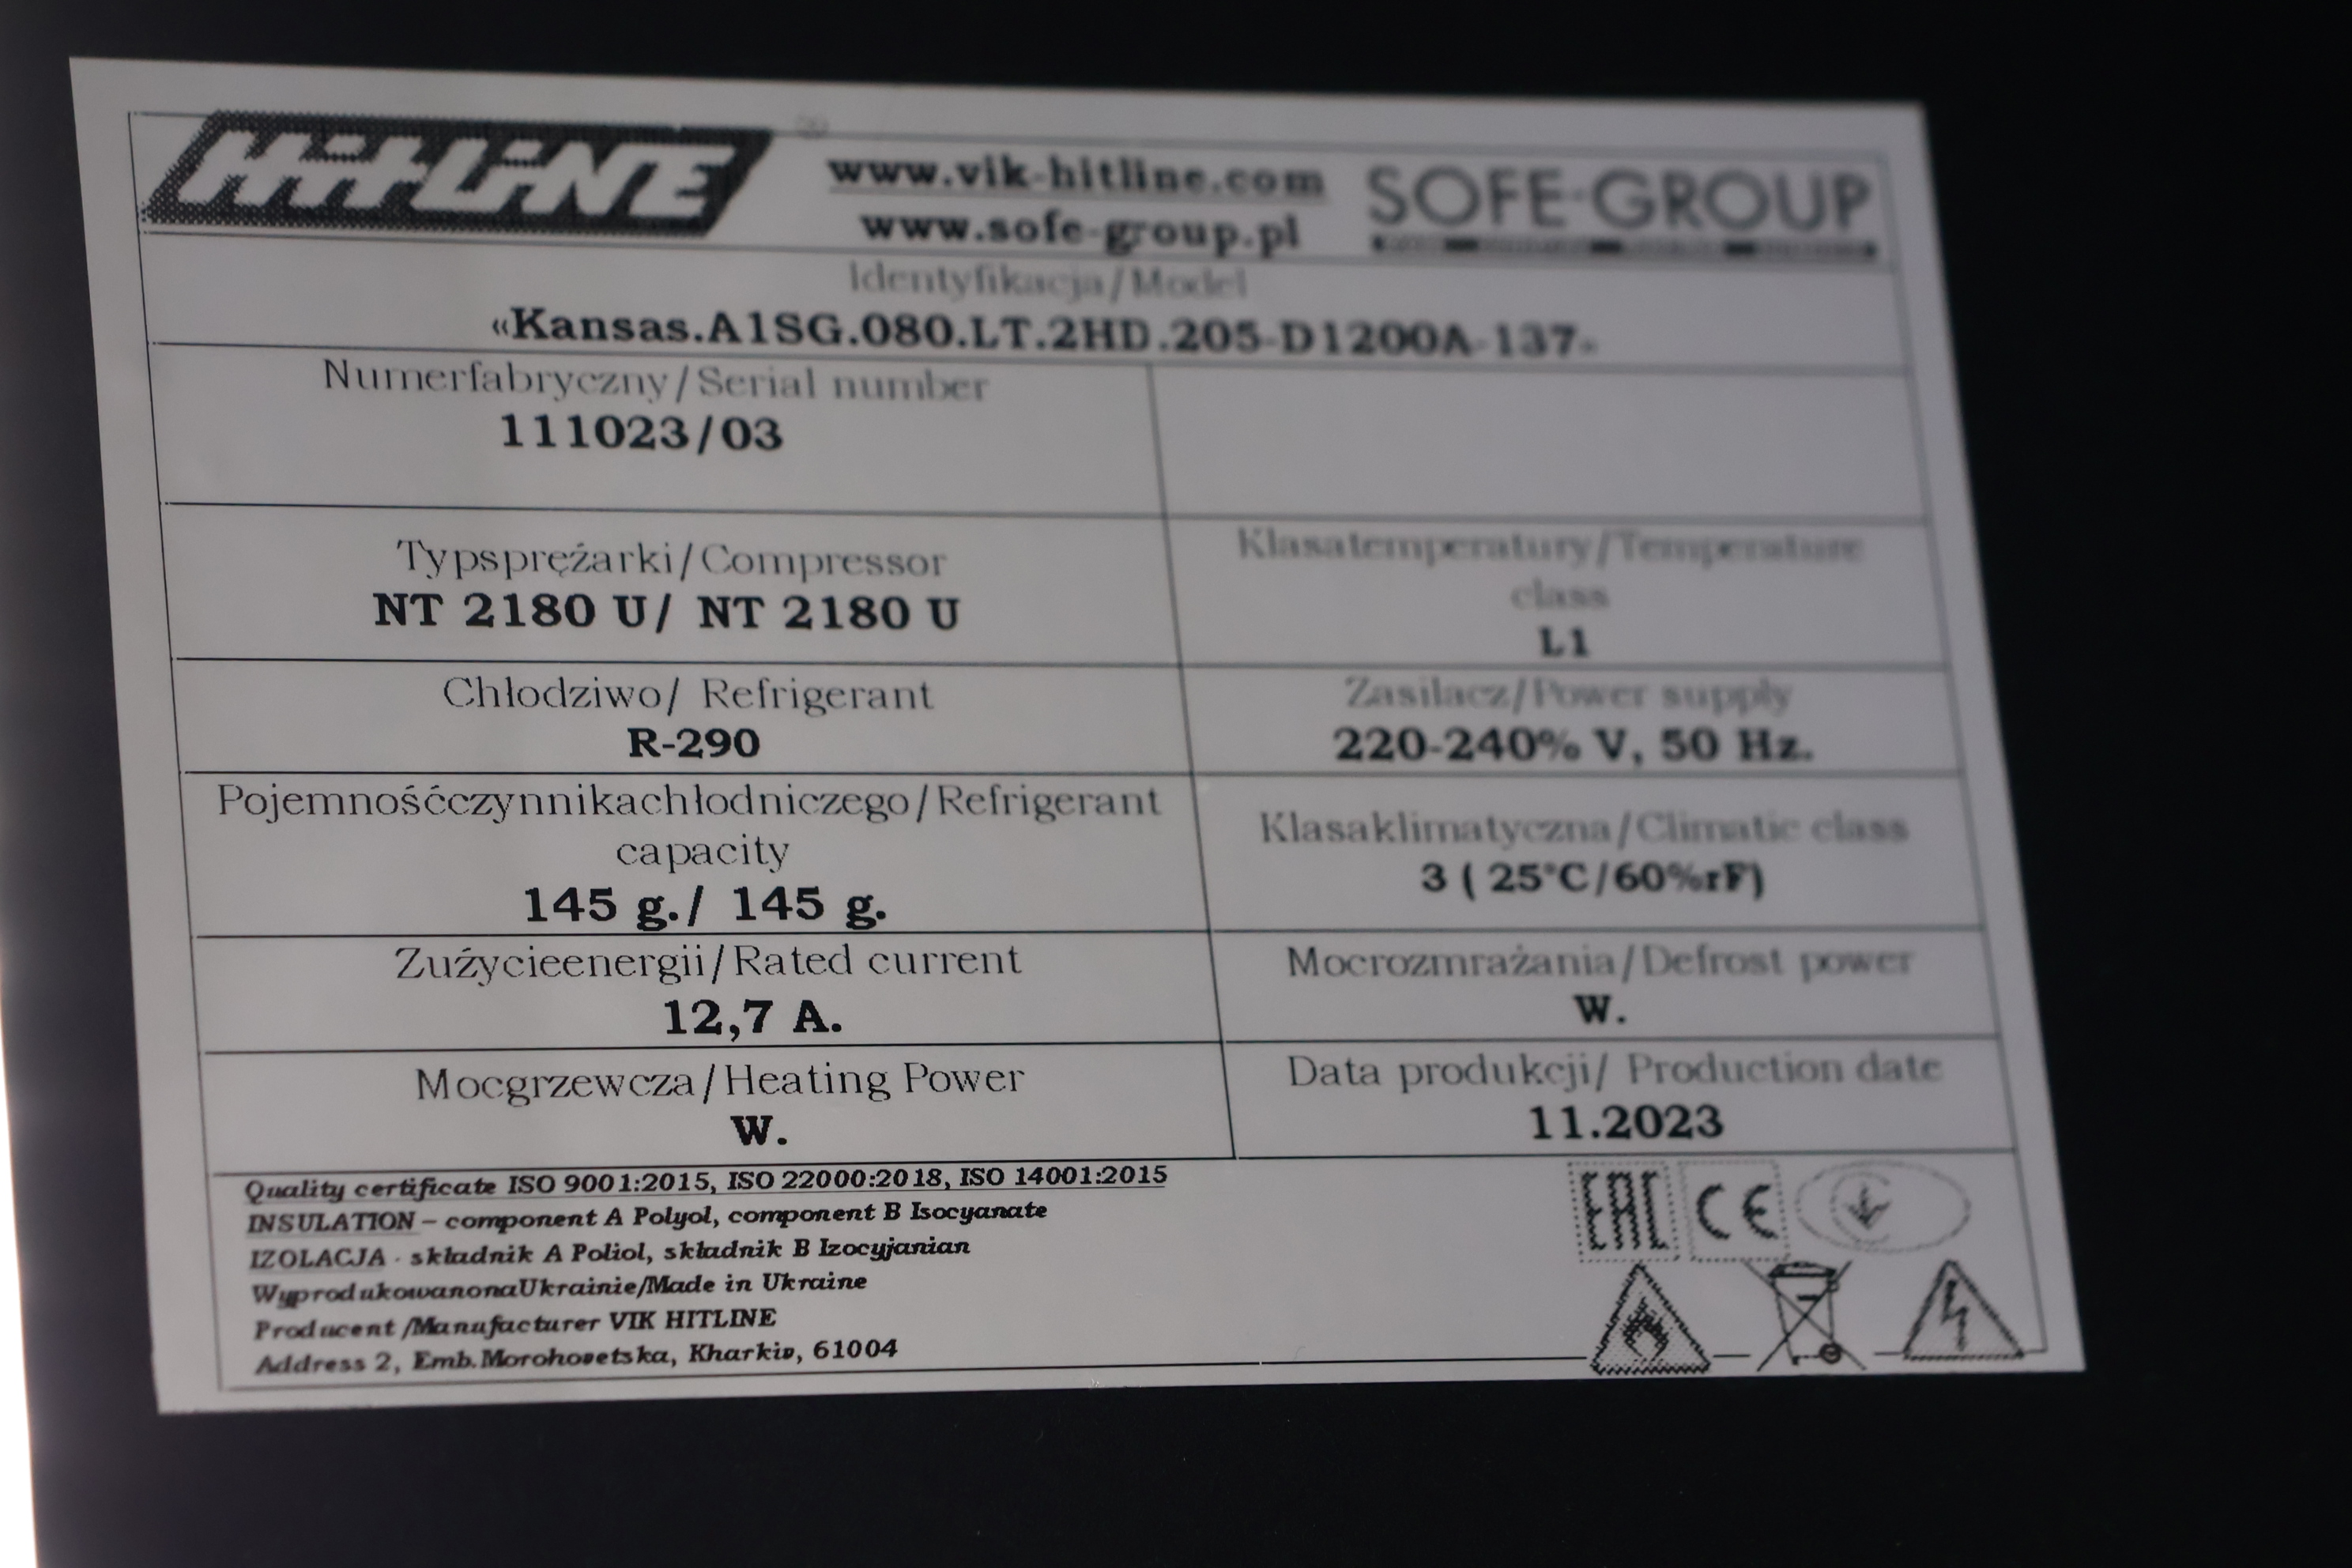 HitLiNE
www.vik-hitline.com
www.sofe-group.pl
SOFE-GROUP
Identyfikacja/Model
«Kansas.A1SG.080.LT.2HD.205-D1200A-137»
Numerfabryczny/Serial number
111023/03
Typsprężarki/Compressor
NT 2180 U/ NT 2180 U
Klasatemperatury/Temperature
class
L1
Chłodziwo/ Refrigerant
R-290
Zasilacz/Power supply
220-240% V, 50 Hz.
Pojemnośćczynnikachłodniczego/Refrigerant
capacity
145 g./ 145 g.
Klasaklimatyczna/Climatic class
3 ( 25°C/60%rF)
Zużycieenergii/Rated current
12,7 A.
Mocrozmrażania/Defrost power
W.
Mocgrzewcza/Heating Power
W.
Data produkcji/ Production date
11.2023
Quality certificate ISO 9001:2015, ISO 22000:2018, ISO 14001:2015
INSULATION – component A Polyol, component B Isocyanate
IZOLACJA - składnik A Poliol, składnik B Izocyjanian
WyprodukowanonaUkrainie/Made in Ukraine
Producent /Manufacturer VIK HITLINE
Address 2, Emb.Morohovetska, Kharkiv, 61004
EAC
CE